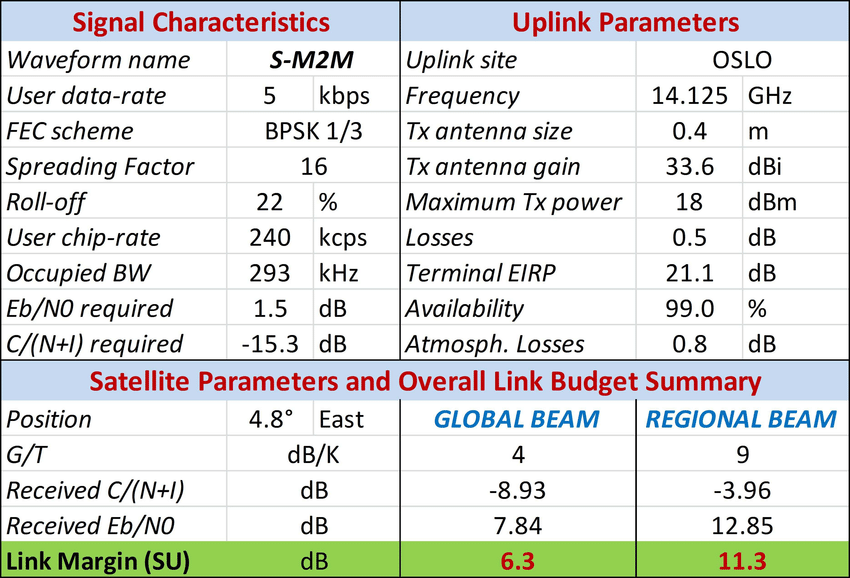 Signal Characteristics Uplink Parameters
Waveform name S-M2M Uplink site OSLO
User data-rate 5 kbps Frequency 14.125 GHz
FEC scheme BPSK 1/3 Tx antenna size 0.4 m
Spreading Factor 16 Tx antenna gain 33.6 dBi
Roll-off 22 % Maximum Tx power 18 dBm
User chip-rate 240 kcps Losses 0.5 dB
Occupied BW 293 kHz Terminal EIRP 21.1 dB
Eb/N0 required 1.5 dB Availability 99.0 %
C/(N+I) required -15.3 dB Atmosph. Losses 0.8 dB
Satellite Parameters and Overall Link Budget Summary
Position 4.8° East GLOBAL BEAM REGIONAL BEAM
G/T dB/K 4 9
Received C/(N+I) dB -8.93 -3.96
Received Eb/N0 dB 7.84 12.85
Link Margin (SU) dB 6.3 11.3